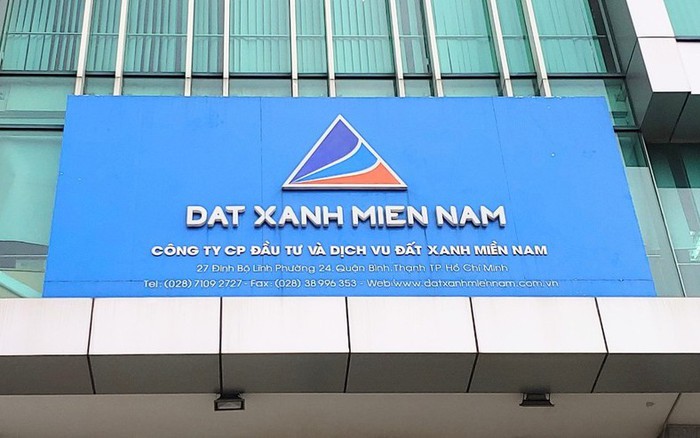 DAT XANH MIEN NAM
CÔNG TY CP ĐẦU TƯ VÀ DỊCH VỤ ĐẤT XANH MIỀN NAM
27 Đinh Bộ Lĩnh Phường 24, Quận Bình Thạnh TP. Hồ Chí Minh
Tel: (028) 7109 2727 - Fax: (028) 38 996 353 - Web:www.datxanhmiennam.com.vn